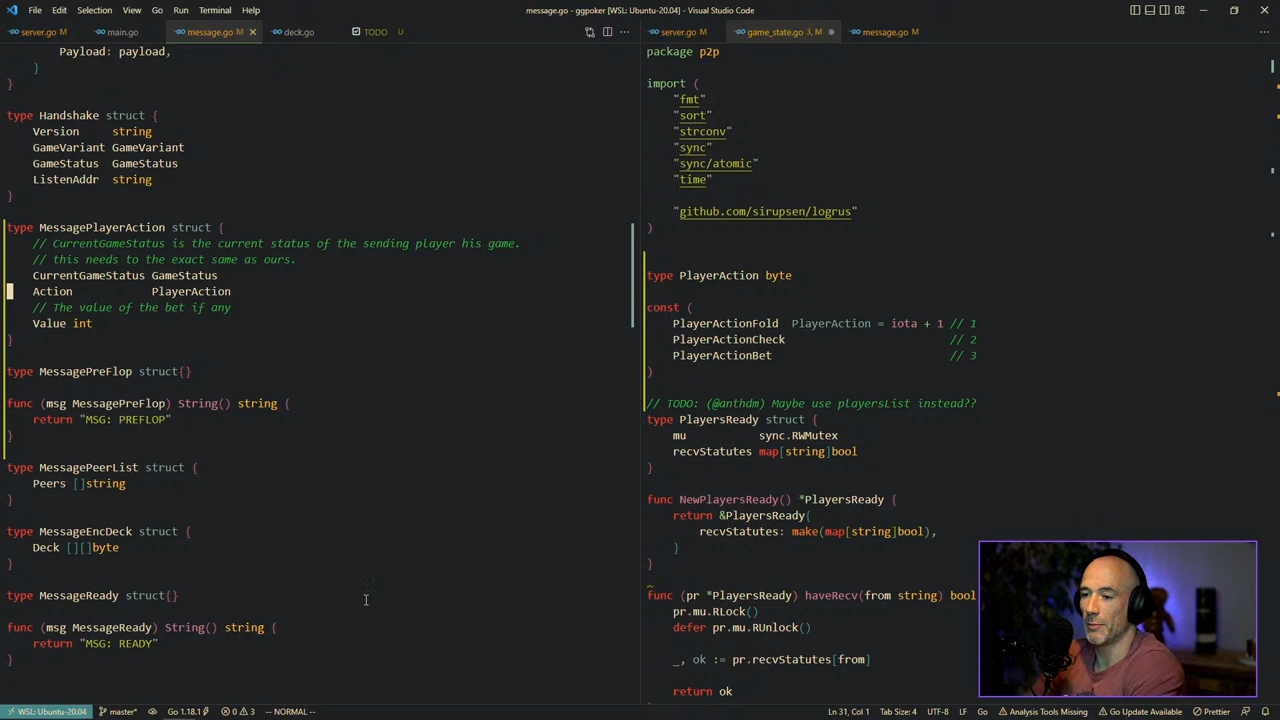 File Edit Selection View Go Run Terminal Help
message.go - ggpoker [WSL: Ubuntu-20.04] - Visual Studio Code
server.go M main.go message.go M deck.go TODO U
server.go M game_state.go 3, M message.go M
Payload: payload,
}
}
type Handshake struct {
Version string
GameVariant GameVariant
GameStatus GameStatus
ListenAddr string
}
type MessagePlayerAction struct {
// CurrentGameStatus is the current status of the sending player his game.
// this needs to the exact same as ours.
CurrentGameStatus GameStatus
Action PlayerAction
// The value of the bet if any
Value int
}
type MessagePreFlop struct{}
func (msg MessagePreFlop) String() string {
return "MSG: PREFLOP"
}
type MessagePeerList struct {
Peers []string
}
type MessageEncDeck struct {
Deck [][]byte
}
type MessageReady struct{}
func (msg MessageReady) String() string {
return "MSG: READY"
}
package p2p
import (
"fmt"
"sort"
"strconv"
"sync"
"sync/atomic"
"time"
"github.com/sirupsen/logrus"
)
type PlayerAction byte
const (
PlayerActionFold PlayerAction = iota + 1 // 1
PlayerActionCheck // 2
PlayerActionBet // 3
)
// TODO: (@anthdm) Maybe use playersList instead??
type PlayersReady struct {
mu sync.RWMutex
recvStatutes map[string]bool
}
func NewPlayersReady() *PlayersReady {
return &PlayersReady{
recvStatutes: make(map[string]bool),
}
}
func (pr *PlayersReady) haveRecv(from string) bool
pr.mu.RLock()
defer pr.mu.RUnlock()
_, ok := pr.recvStatutes[from]
return ok
WSL: Ubuntu-20.04 master* Go 1.18.1 0 3 -- NORMAL -- Ln 31, Col 1 Tab Size: 4 UTF-8 LF Go Analysis Tools Missing Go Update Available Prettier